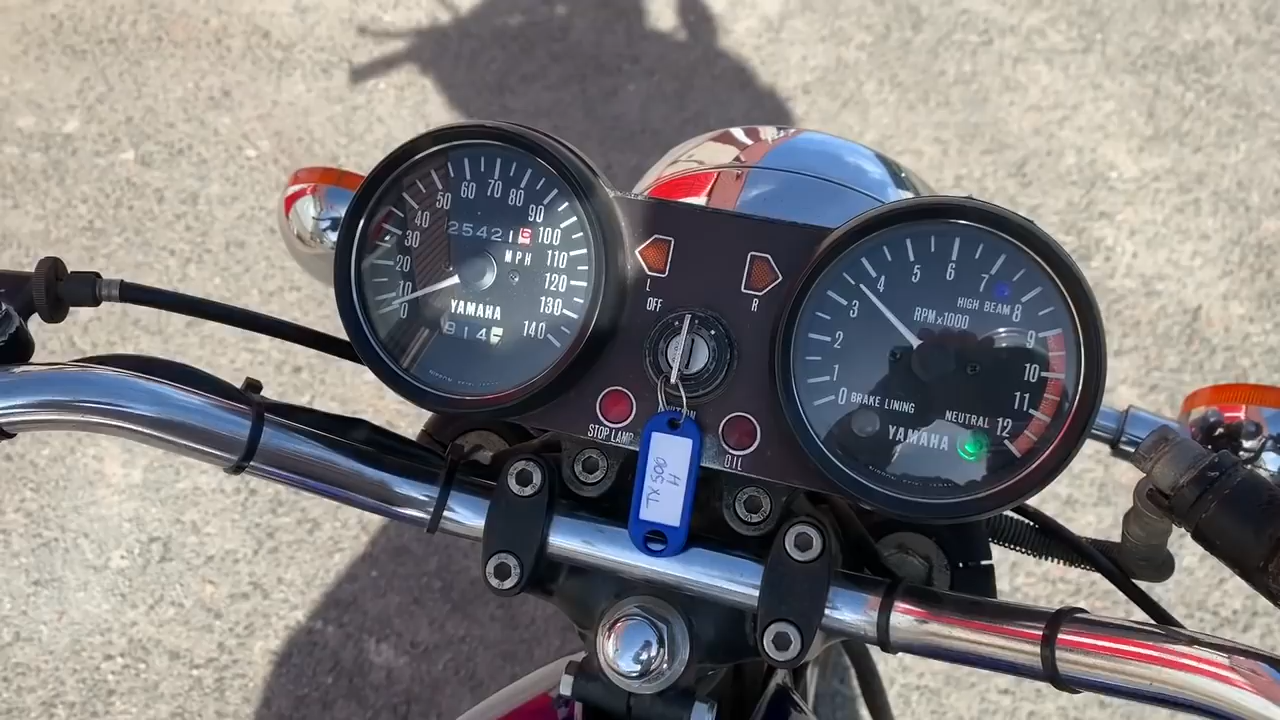 0 10 20 30 40 50 60 70 80 90 100 110 120 130 140
25421
MPH
YAMAHA
914
L
R
OFF
STOP LAMP
OIL
TX 500
H
0 1 2 3 4 5 6 7 8 9 10 11 12
HIGH BEAM
RPMx1000
BRAKE LINING
NEUTRAL
YAMAHA